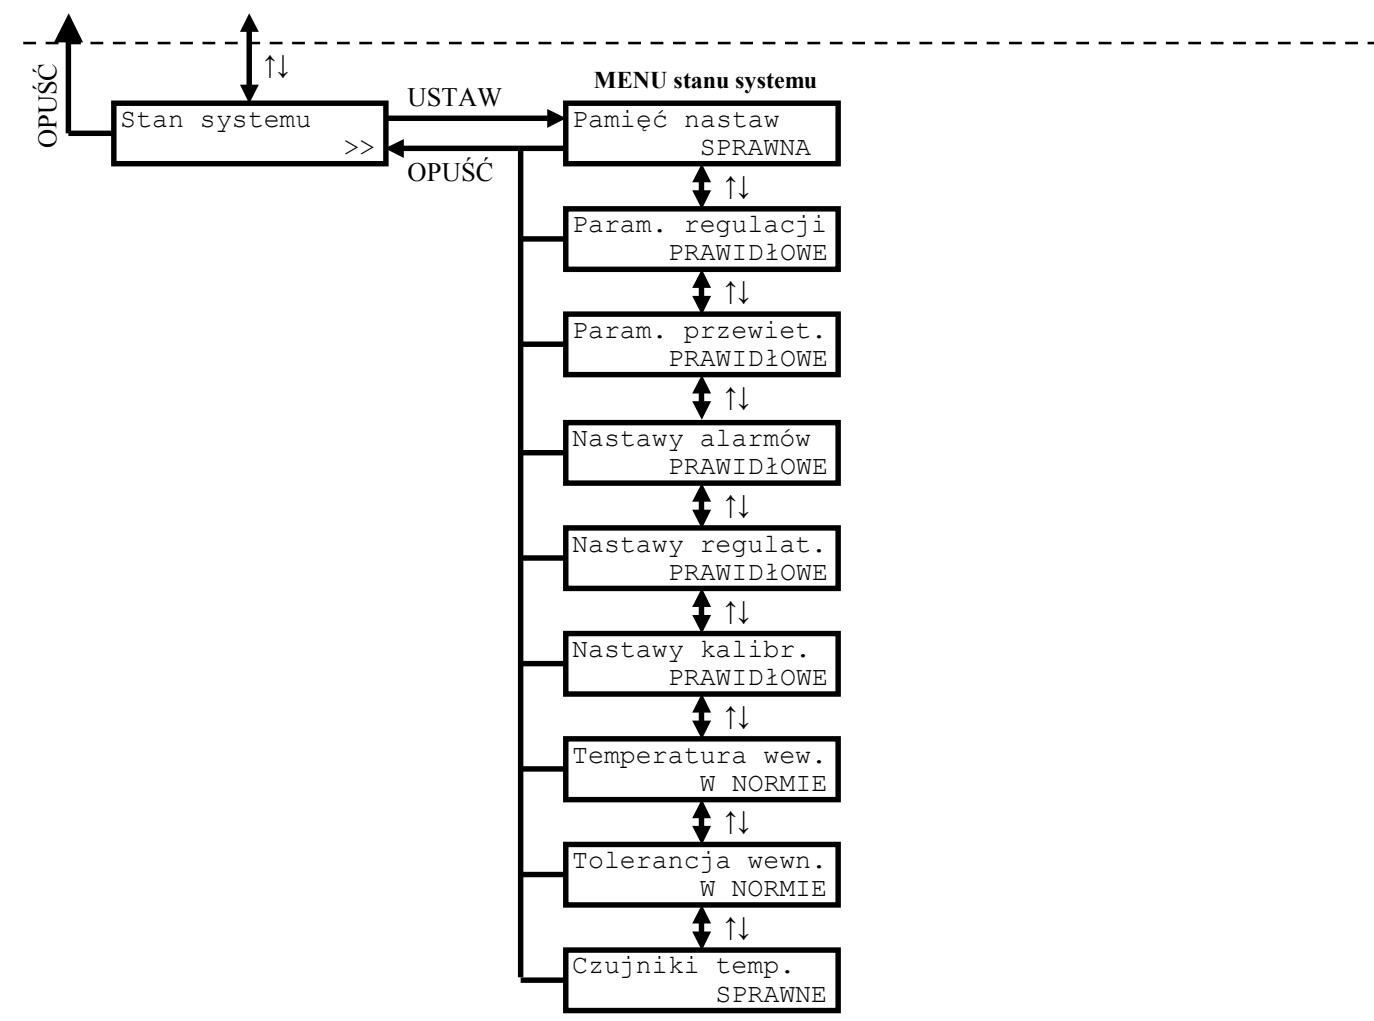 ↑↓
OPUŚĆ
MENU stanu systemu
Stan systemu
>>
USTAW
OPUŚĆ
Pamięć nastaw
SPRAWNA
↑↓
Param. regulacji
PRAWIDłOWE
↑↓
Param. przewiet.
PRAWIDłOWE
↑↓
Nastawy alarmów
PRAWIDłOWE
↑↓
Nastawy regulat.
PRAWIDłOWE
↑↓
Nastawy kalibr.
PRAWIDłOWE
↑↓
Temperatura wew.
W NORMIE
↑↓
Tolerancja wewn.
W NORMIE
↑↓
Czujniki temp.
SPRAWNE